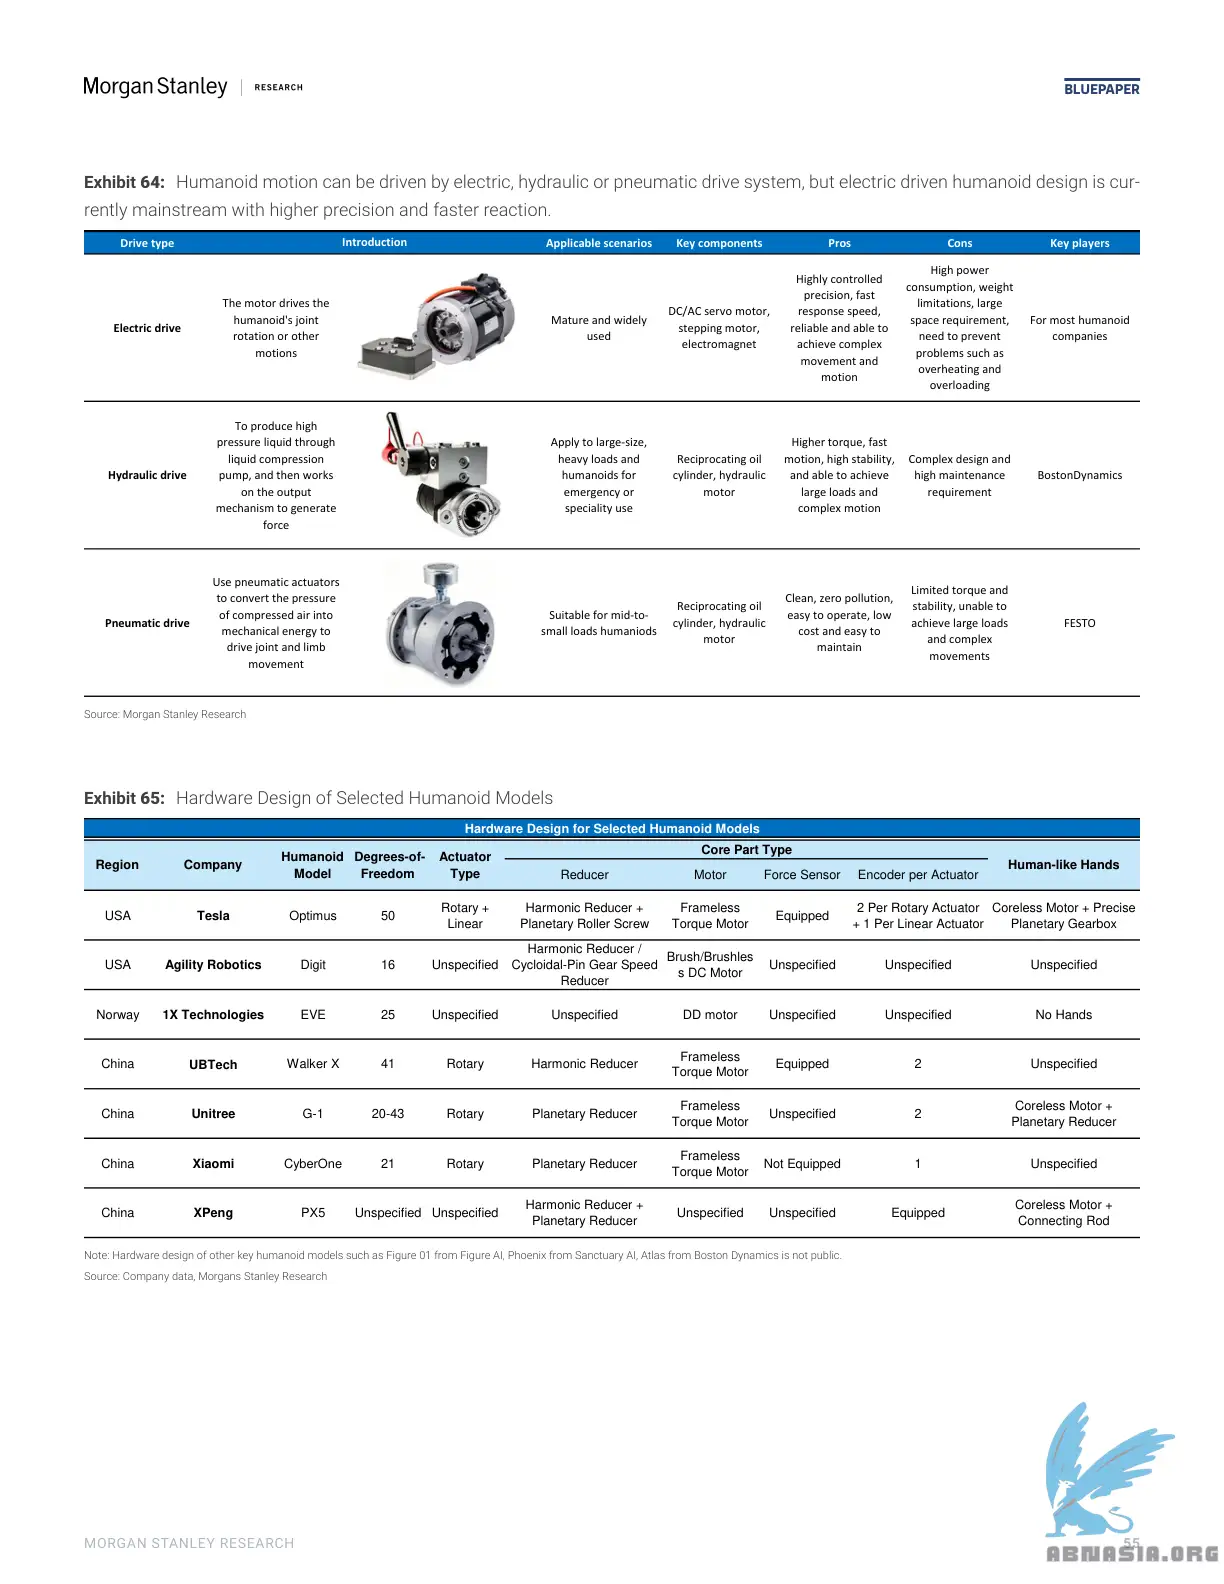 Morgan Stanley | RESEARCH
BLUEPAPER
Exhibit 64: Humanoid motion can be driven by electric, hydraulic or pneumatic drive system, but electric driven humanoid design is cur-
rently mainstream with higher precision and faster reaction.
Drive type Introduction Applicable scenarios Key components Pros Cons Key players
Electric drive
The motor drives the
humanoid's joint
rotation or other
motions
Mature and widely
used
DC/AC servo motor,
stepping motor,
electromagnet
Highly controlled
precision, fast
response speed,
reliable and able to
achieve complex
movement and
motion
High power
consumption, weight
limitations, large
space requirement,
need to prevent
problems such as
overheating and
overloading
For most humanoid
companies
Hydraulic drive
To produce high
pressure liquid through
liquid compression
pump, and then works
on the output
mechanism to generate
force
Apply to large-size,
heavy loads and
humanoids for
emergency or
speciality use
Reciprocating oil
cylinder, hydraulic
motor
Higher torque, fast
motion, high stability,
and able to achieve
large loads and
complex motion
Complex design and
high maintenance
requirement
BostonDynamics
Pneumatic drive
Use pneumatic actuators
to convert the pressure
of compressed air into
mechanical energy to
drive joint and limb
movement
Suitable for mid-to-
small loads humaniods
Reciprocating oil
cylinder, hydraulic
motor
Clean, zero pollution,
easy to operate, low
cost and easy to
maintain
Limited torque and
stability, unable to
achieve large loads
and complex
movements
FESTO
Source: Morgan Stanley Research
Exhibit 65: Hardware Design of Selected Humanoid Models
Hardware Design for Selected Humanoid Models
Region
Company
Humanoid
Model
Degrees-of-
Freedom
Actuator
Type
Core Part Type
Reducer Motor Force Sensor Encoder per Actuator
Human-like Hands
USA
Tesla
Optimus
50
Rotary +
Linear
Harmonic Reducer +
Planetary Roller Screw
Frameless
Torque Motor
Equipped
2 Per Rotary Actuator
+ 1 Per Linear Actuator
Coreless Motor + Precise
Planetary Gearbox
USA
Agility Robotics
Digit
16
Unspecified
Harmonic Reducer /
Cycloidal-Pin Gear Speed
Reducer
Brush/Brushles
s DC Motor
Unspecified
Unspecified
Unspecified
Norway
1X Technologies
EVE
25
Unspecified
Unspecified
DD motor
Unspecified
Unspecified
No Hands
China
UBTech
Walker X
41
Rotary
Harmonic Reducer
Frameless
Torque Motor
Equipped
2
Unspecified
China
Unitree
G-1
20-43
Rotary
Planetary Reducer
Frameless
Torque Motor
Unspecified
2
Coreless Motor +
Planetary Reducer
China
Xiaomi
CyberOne
21
Rotary
Planetary Reducer
Frameless
Torque Motor
Not Equipped
1
Unspecified
China
XPeng
PX5
Unspecified
Unspecified
Harmonic Reducer +
Planetary Reducer
Unspecified
Unspecified
Equipped
Coreless Motor +
Connecting Rod
Note: Hardware design of other key humanoid models such as Figure 01 from Figure AI, Phoenix from Sanctuary AI, Atlas from Boston Dynamics is not public.
Source: Company data, Morgans Stanley Research
MORGAN STANLEY RESEARCH
55
ABNASIA.ORG